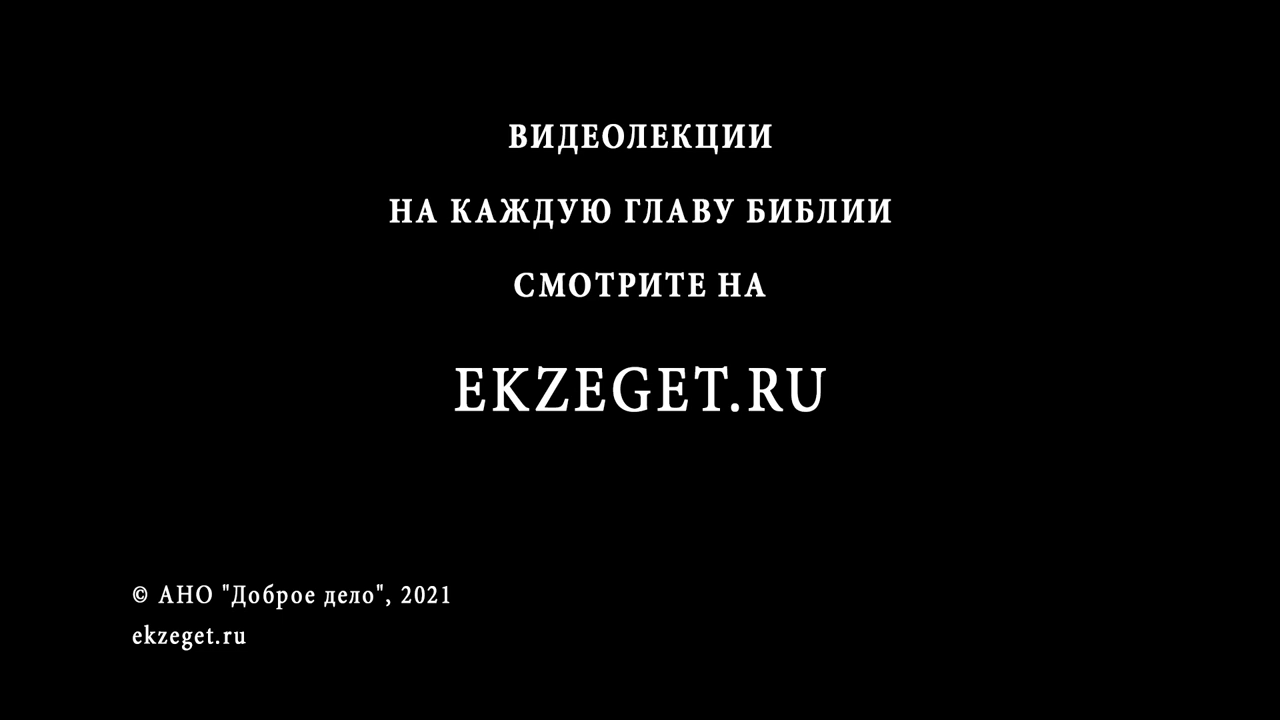 ВИДЕОЛЕКЦИИ
НА КАЖДУЮ ГЛАВУ БИБЛИИ
СМОТРИТЕ НА
EKZEGET.RU
© АНО "Доброе дело", 2021
ekzeget.ru